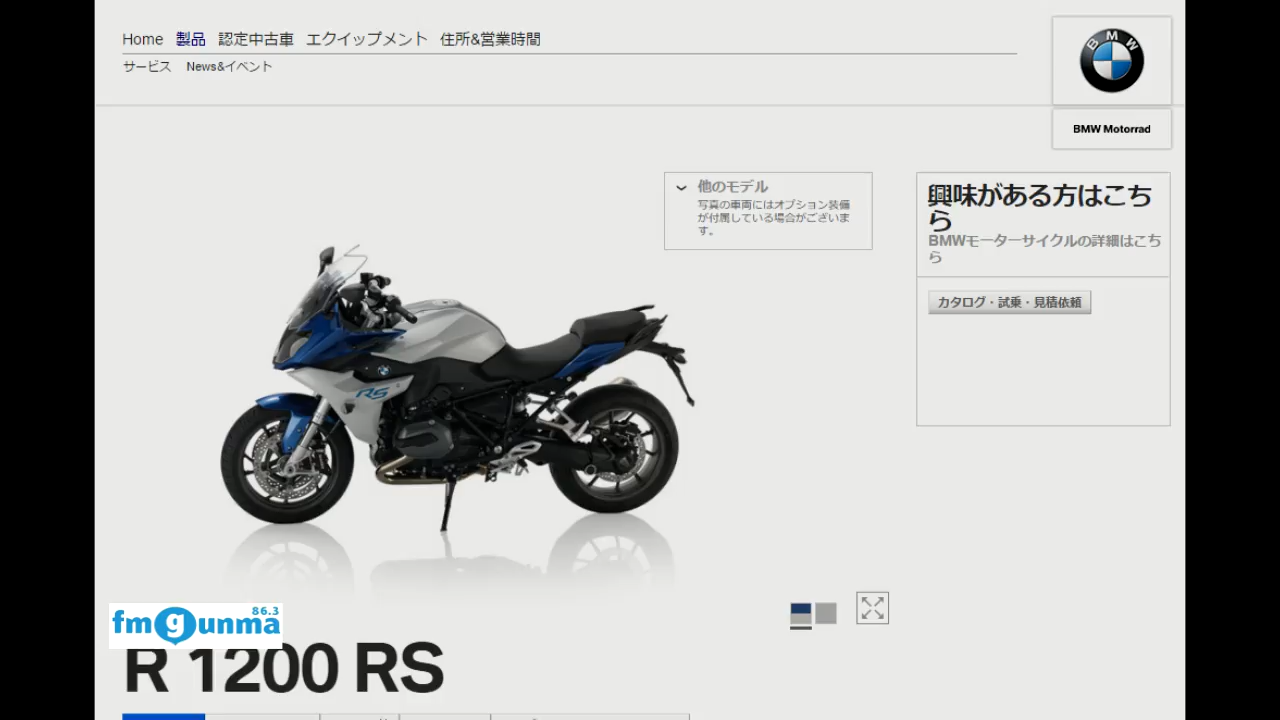 Home 製品 認定中古車 エクイップメント 住所&営業時間
サービス News&イベント
BMW
BMW Motorrad
他のモデル
写真の車両にはオプション装備
が付属している場合がございま
す。
興味がある方はこち
ら
BMWモーターサイクルの詳細はこち
ら
カタログ・試乗・見積依頼
RS
86.3
fmgunma
R 1200 RS